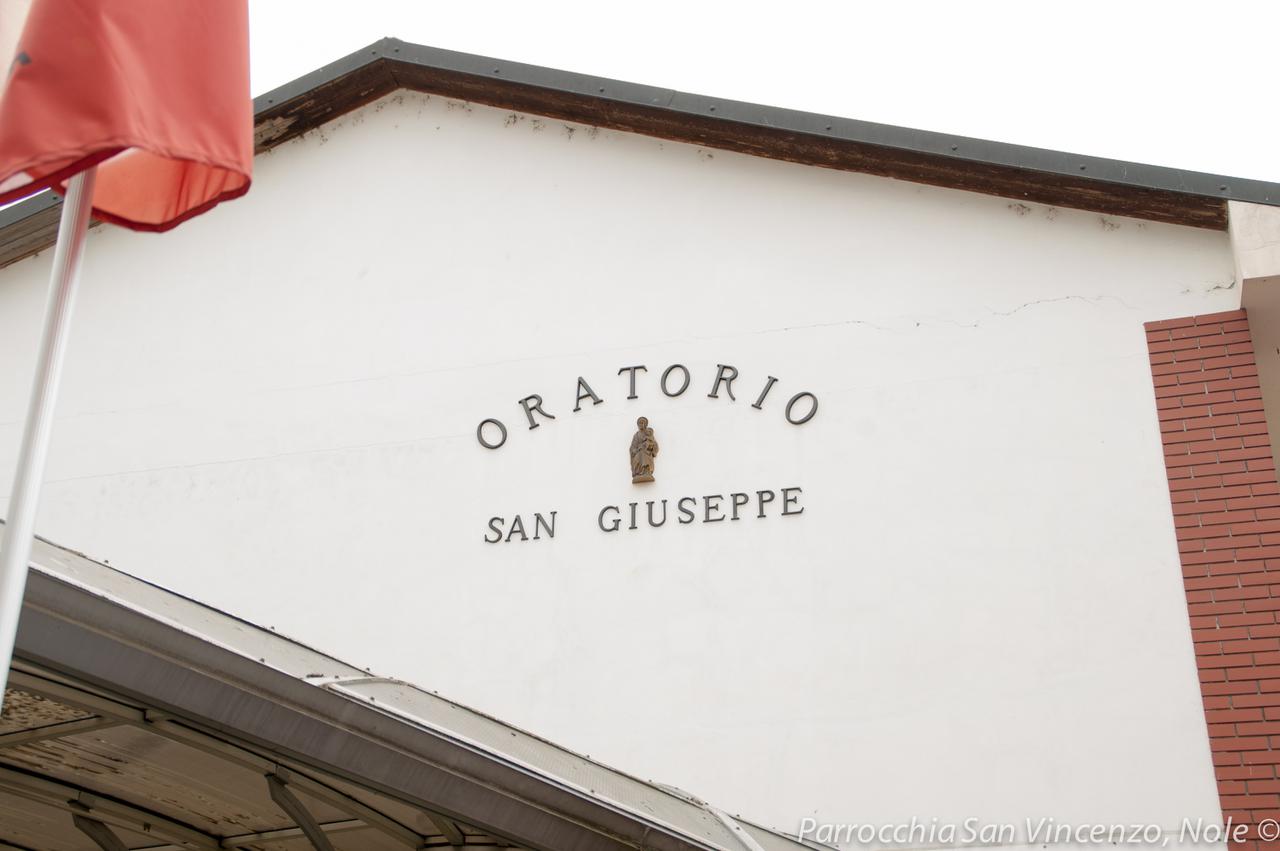 ORATORIO
SAN GIUSEPPE
Parrocchia San Vincenzo, Nole ©